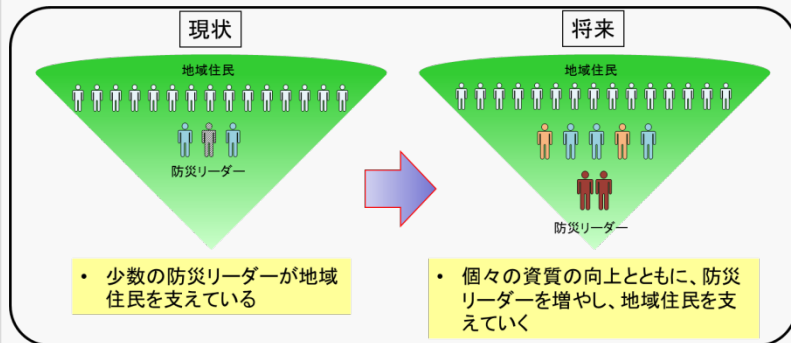 現状
地域住民
防災リーダー
• 少数の防災リーダーが地域
住民を支えている
将来
地域住民
防災リーダー
• 個々の資質の向上とともに、防災
リーダーを増やし、地域住民を支
えていく